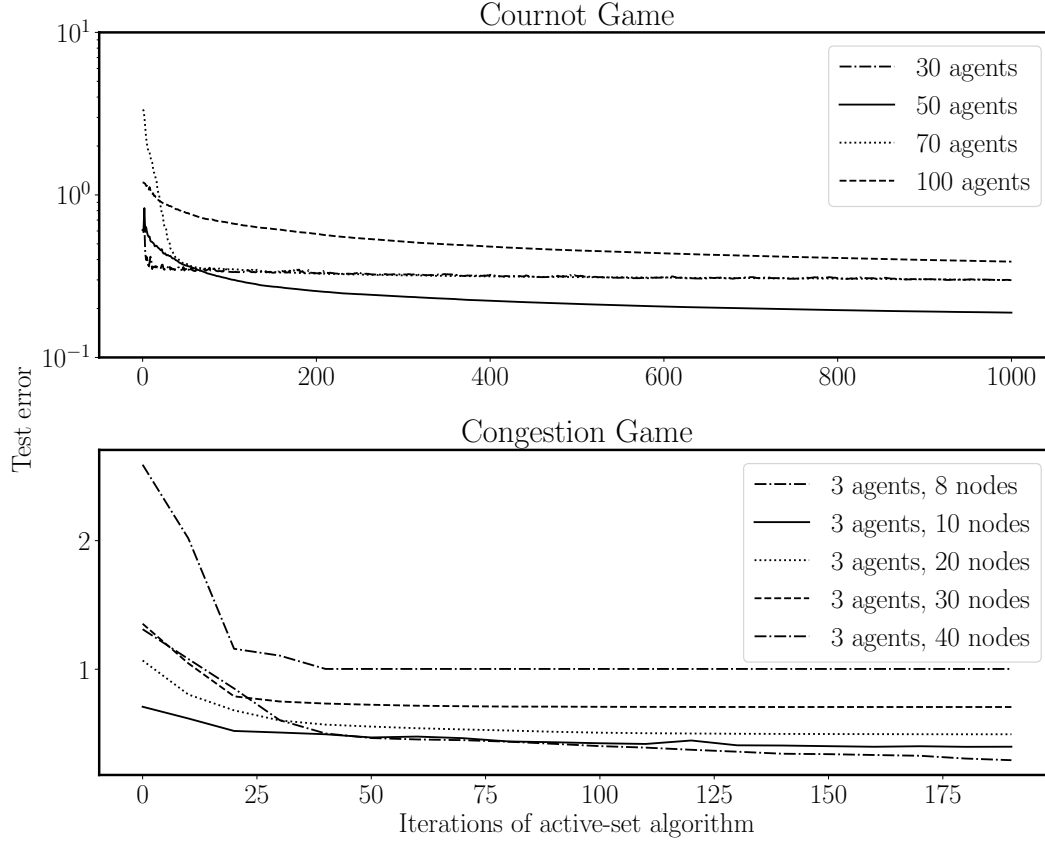 Cournot Game
10^1
10^0
10^-1
0 200 400 600 800 1000
30 agents
50 agents
70 agents
100 agents
Test error
Congestion Game
2
1
0 25 50 75 100 125 150 175
3 agents, 8 nodes
3 agents, 10 nodes
3 agents, 20 nodes
3 agents, 30 nodes
3 agents, 40 nodes
Iterations of active-set algorithm